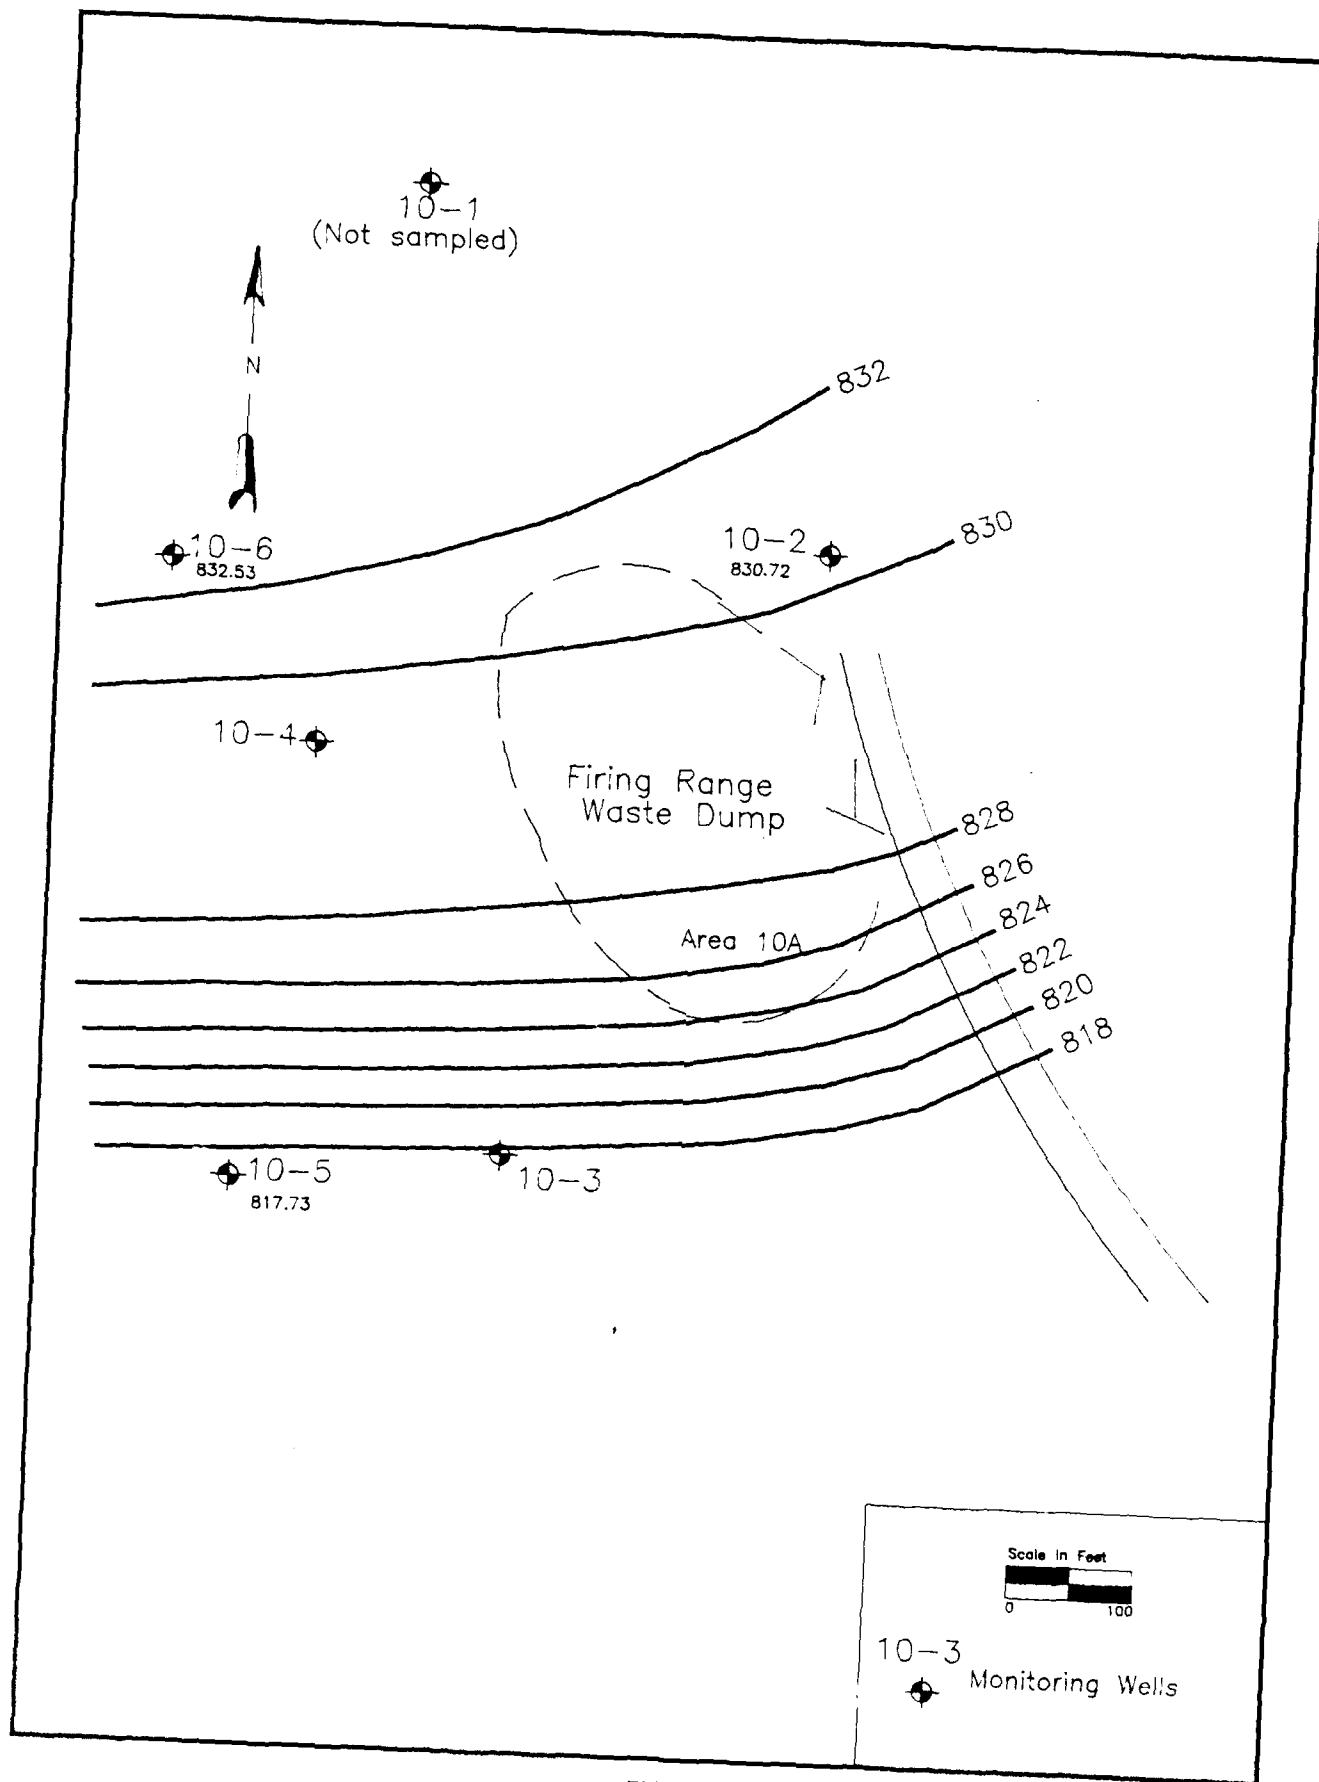 10-1
(Not sampled)
N
832
10-6
832.53
10-2
830.72
830
10-4
Firing Range
Waste Dump
828
826
Area 10A
824
822
820
818
10-5
817.73
10-3
Scale In Feet
0 100
10-3
Monitoring Wells